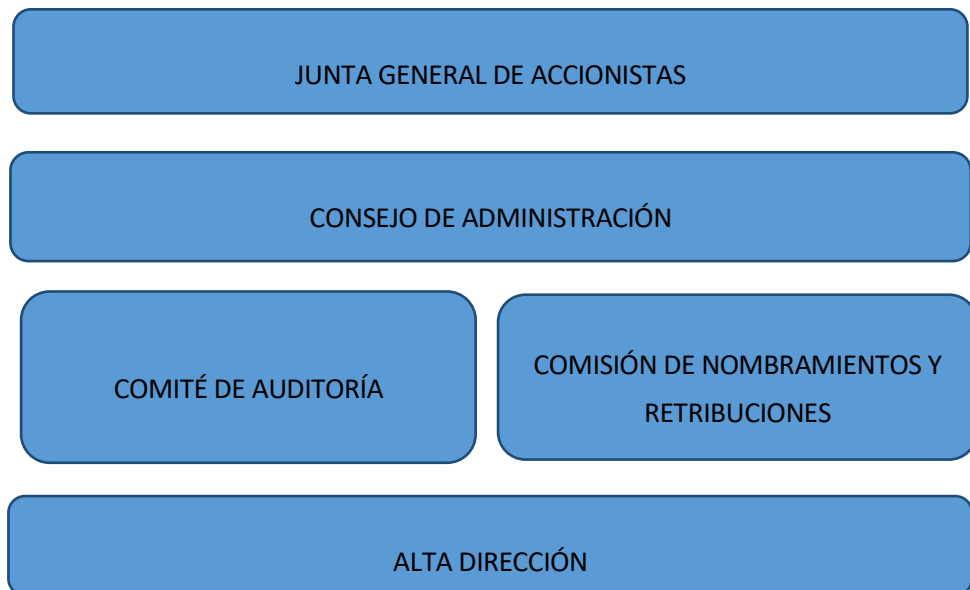 JUNTA GENERAL DE ACCIONISTAS
CONSEJO DE ADMINISTRACIÓN
COMITÉ DE AUDITORÍA
COMISIÓN DE NOMBRAMIENTOS Y
RETRIBUCIONES
ALTA DIRECCIÓN